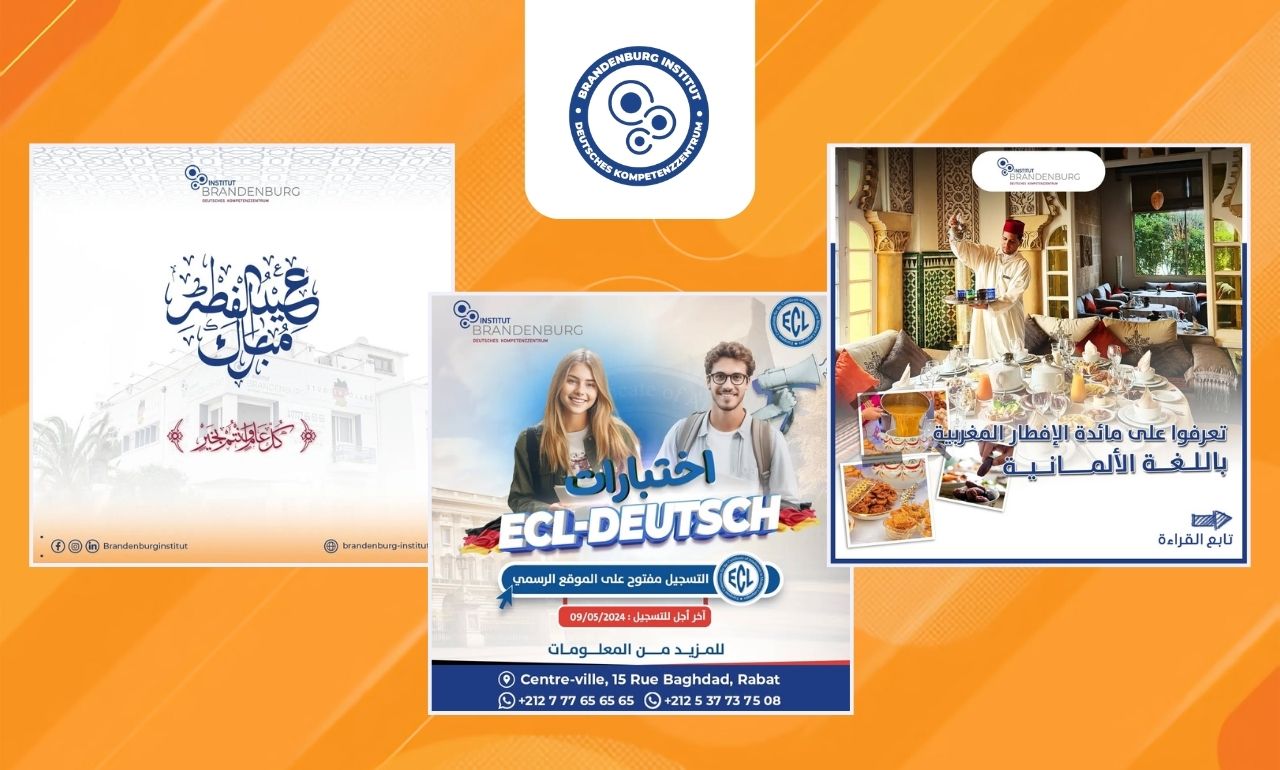 BRANDENBURG INSTITUT
DEUTSCHES KOMPETENZZENTRUM
INSTITUT
BRANDENBURG
DEUTSCHES KOMPETENZZENTRUM
عيد الفطر
مبارك
كل عام وأنتم بخير
Brandenburginstitut
brandenburg-institut
INSTITUT
BRANDENBURG
DEUTSCHES KOMPETENZZENTRUM
ECL
اختبارات
ECL-DEUTSCH
التسجيل مفتوح على الموقع الرسمي
ECL
آخر أجل للتسجيل : 09/05/2024
للمزيد من المعلومات
Centre-ville, 15 Rue Baghdad, Rabat
+212 7 77 65 65 65
+212 5 37 73 75 08
INSTITUT
BRANDENBURG
DEUTSCHES KOMPETENZZENTRUM
تعرفوا على مائدة الإفطار المغربية
باللغة الألمانية
تابع القراءة